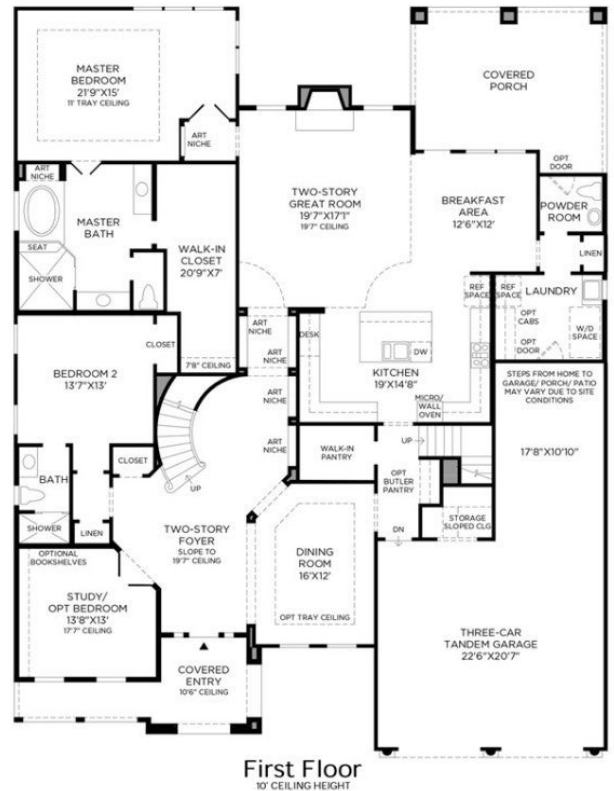 MASTER
BEDROOM
21'9"X15'
11' TRAY CEILING
ART
NICHE
COVERED
PORCH
OPT
DOOR
TWO-STORY
GREAT ROOM
19'7"X17'1"
19'7" CEILING
BREAKFAST
AREA
12'6"X12'
POWDER
ROOM
LINEN
ART
NICHE
MASTER
BATH
SEAT
SHOWER
WALK-IN
CLOSET
20'9"X7'
7'8" CEILING
REF
SPACE
REF
SPACE
LAUNDRY
OPT
CABS
W/D
SPACE
OPT
DOOR
ART
NICHE
ART
NICHE
DESK
DW
KITCHEN
19'X14'8"
MICRO/
WALL
OVEN
CLOSET
BEDROOM 2
13'7"X13'
ART
NICHE
ART
NICHE
UP
STEPS FROM HOME TO
GARAGE/ PORCH/ PATIO
MAY VARY DUE TO SITE
CONDITIONS
17'8"X10'10"
WALK-IN
PANTRY
UP
OPT
BUTLER
PANTRY
DN
STORAGE
SLOPED CLG
CLOSET
BATH
SHOWER
LINEN
TWO-STORY
FOYER
SLOPE TO
19'7" CEILING
DINING
ROOM
16'X12'
OPT TRAY CEILING
OPTIONAL
BOOKSHELVES
STUDY/
OPT BEDROOM
13'8"X13'
17'7" CEILING
THREE-CAR
TANDEM GARAGE
22'6"X20'7"
COVERED
ENTRY
10'6" CEILING
First Floor
10' CEILING HEIGHT